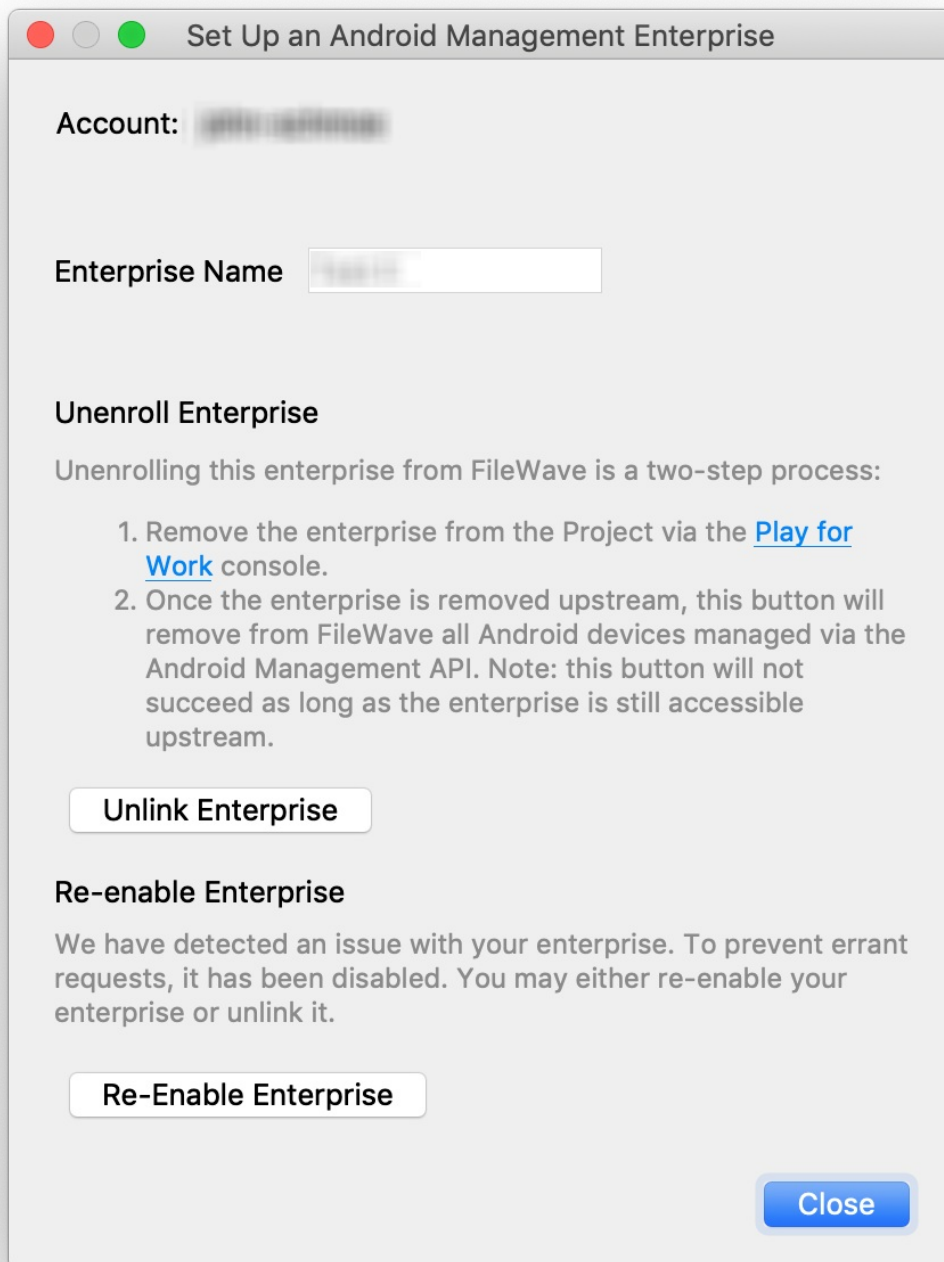 Set Up an Android Management Enterprise
Account:
Enterprise Name
Unenroll Enterprise
Unenrolling this enterprise from FileWave is a two-step process:
1. Remove the enterprise from the Project via the Play for
Work console.
2. Once the enterprise is removed upstream, this button will
remove from FileWave all Android devices managed via the
Android Management API. Note: this button will not
succeed as long as the enterprise is still accessible
upstream.
Unlink Enterprise
Re-enable Enterprise
We have detected an issue with your enterprise. To prevent errant
requests, it has been disabled. You may either re-enable your
enterprise or unlink it.
Re-Enable Enterprise
Close